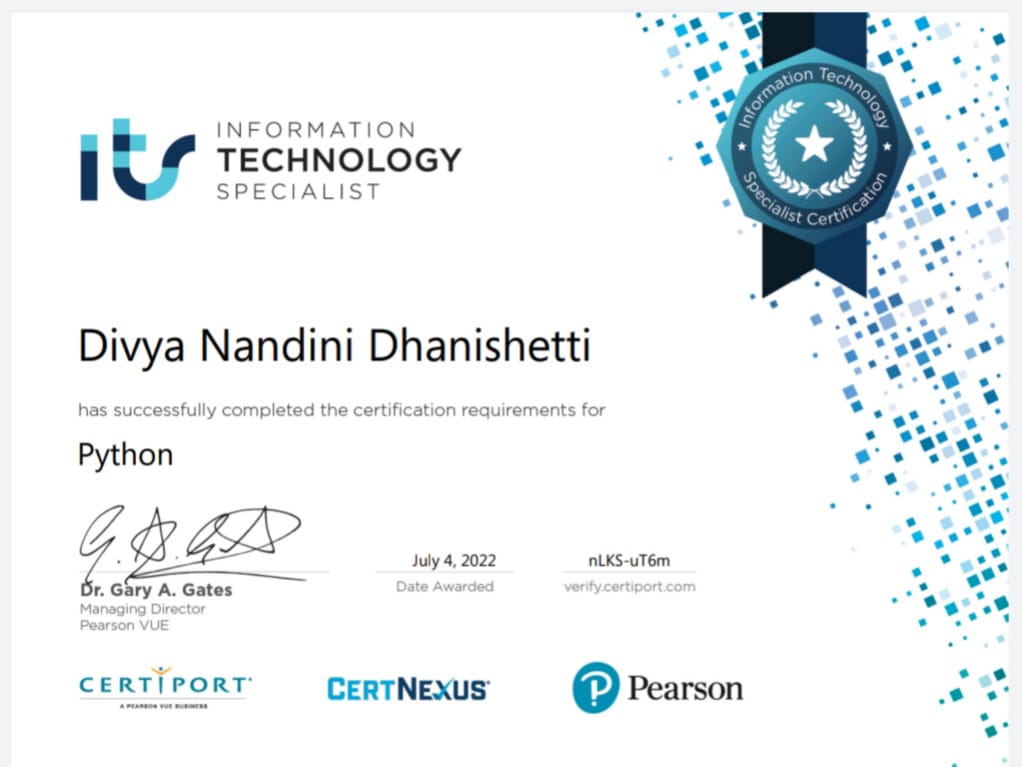 its
INFORMATION
TECHNOLOGY
SPECIALIST
Information Technology
Specialist Certification
Divya Nandini Dhanishetti
has successfully completed the certification requirements for
Python
Dr. Gary A. Gates
Managing Director
Pearson VUE
July 4, 2022
Date Awarded
nLKS-uT6m
verify.certiport.com
CERTIPORT
A PEARSON VUE BUSINESS
CERTNEXUS
P Pearson